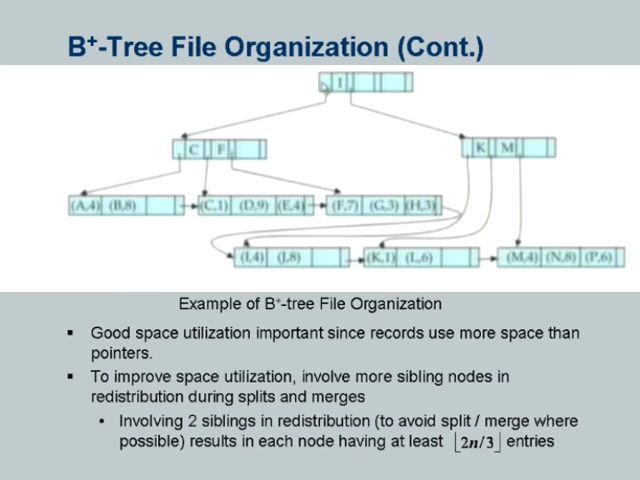 B+-Tree File Organization (Cont.)
I
C F K M
(A,4) (B,8) (C,1) (D,9) (E,4) (F,7) (G,3) (H,3)
(I,4) (J,8) (K,1) (L,6) (M,4) (N,8) (P,6)
Example of B+-tree File Organization
▪ Good space utilization important since records use more space than
pointers.
▪ To improve space utilization, involve more sibling nodes in
redistribution during splits and merges
• Involving 2 siblings in redistribution (to avoid split / merge where
possible) results in each node having at least ⌊2n/3⌋ entries